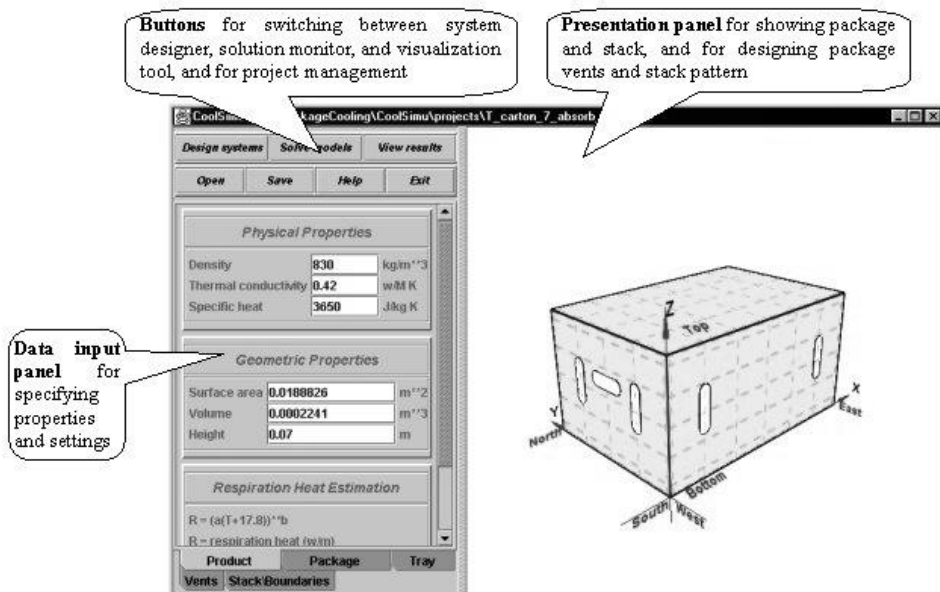 Buttons for switching between system
designer, solution monitor, and visualization
tool, and for project management
Presentation panel for showing package
and stack, and for designing package
vents and stack pattern
kageCooling\CoolSimu\projects\T_carton_7_absorb
Design systems
View results
Open
Save
Help
Exit
Physical Properties
Density 830 kg/m**3
Thermal conductivity 0.42 w/M K
Specific heat 3650 J/kg K
Data input
panel for
specifying
properties
and settings
Geometric Properties
Surface area 0.0188826 m**2
Volume 0.0002241 m**3
Height 0.07 m
Respiration Heat Estimation
R = (a(T+17.8))**b
R = respiration heat (w/m)
Product
Package
Tray
Vents
Stack\Boundaries
Z
Top
Y
North
X
East
Bottom
South
West